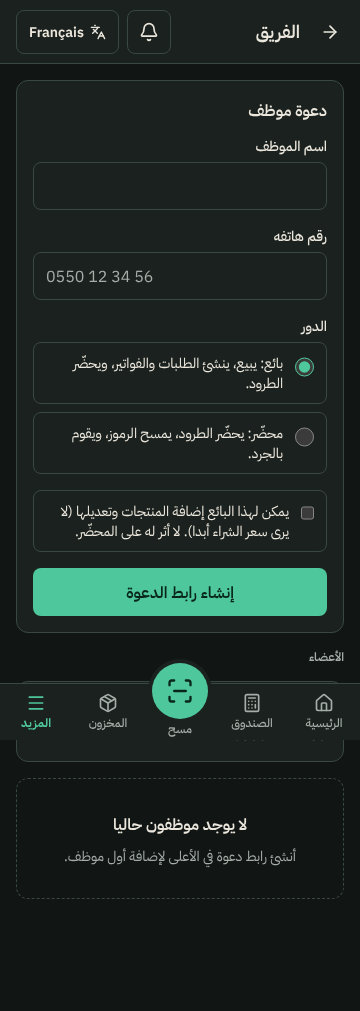 الفريق
Français
دعوة موظف
اسم الموظف
رقم هاتفه
0550 12 34 56
الدور
بائع: يبيع، ينشئ الطلبات والفواتير، ويحضّر
الطرود.
محضّر: يحضّر الطرود، يمسح الرموز، ويقوم
بالجرد.
يمكن لهذا البائع إضافة المنتجات وتعديلها (لا
يرى سعر الشراء أبدا). لا أثر له على المحضّر.
إنشاء رابط الدعوة
الأعضاء
الرئيسية
الصندوق
مسح
المخزون
المزيد
لا يوجد موظفون حاليا
أنشئ رابط دعوة في الأعلى لإضافة أول موظف.